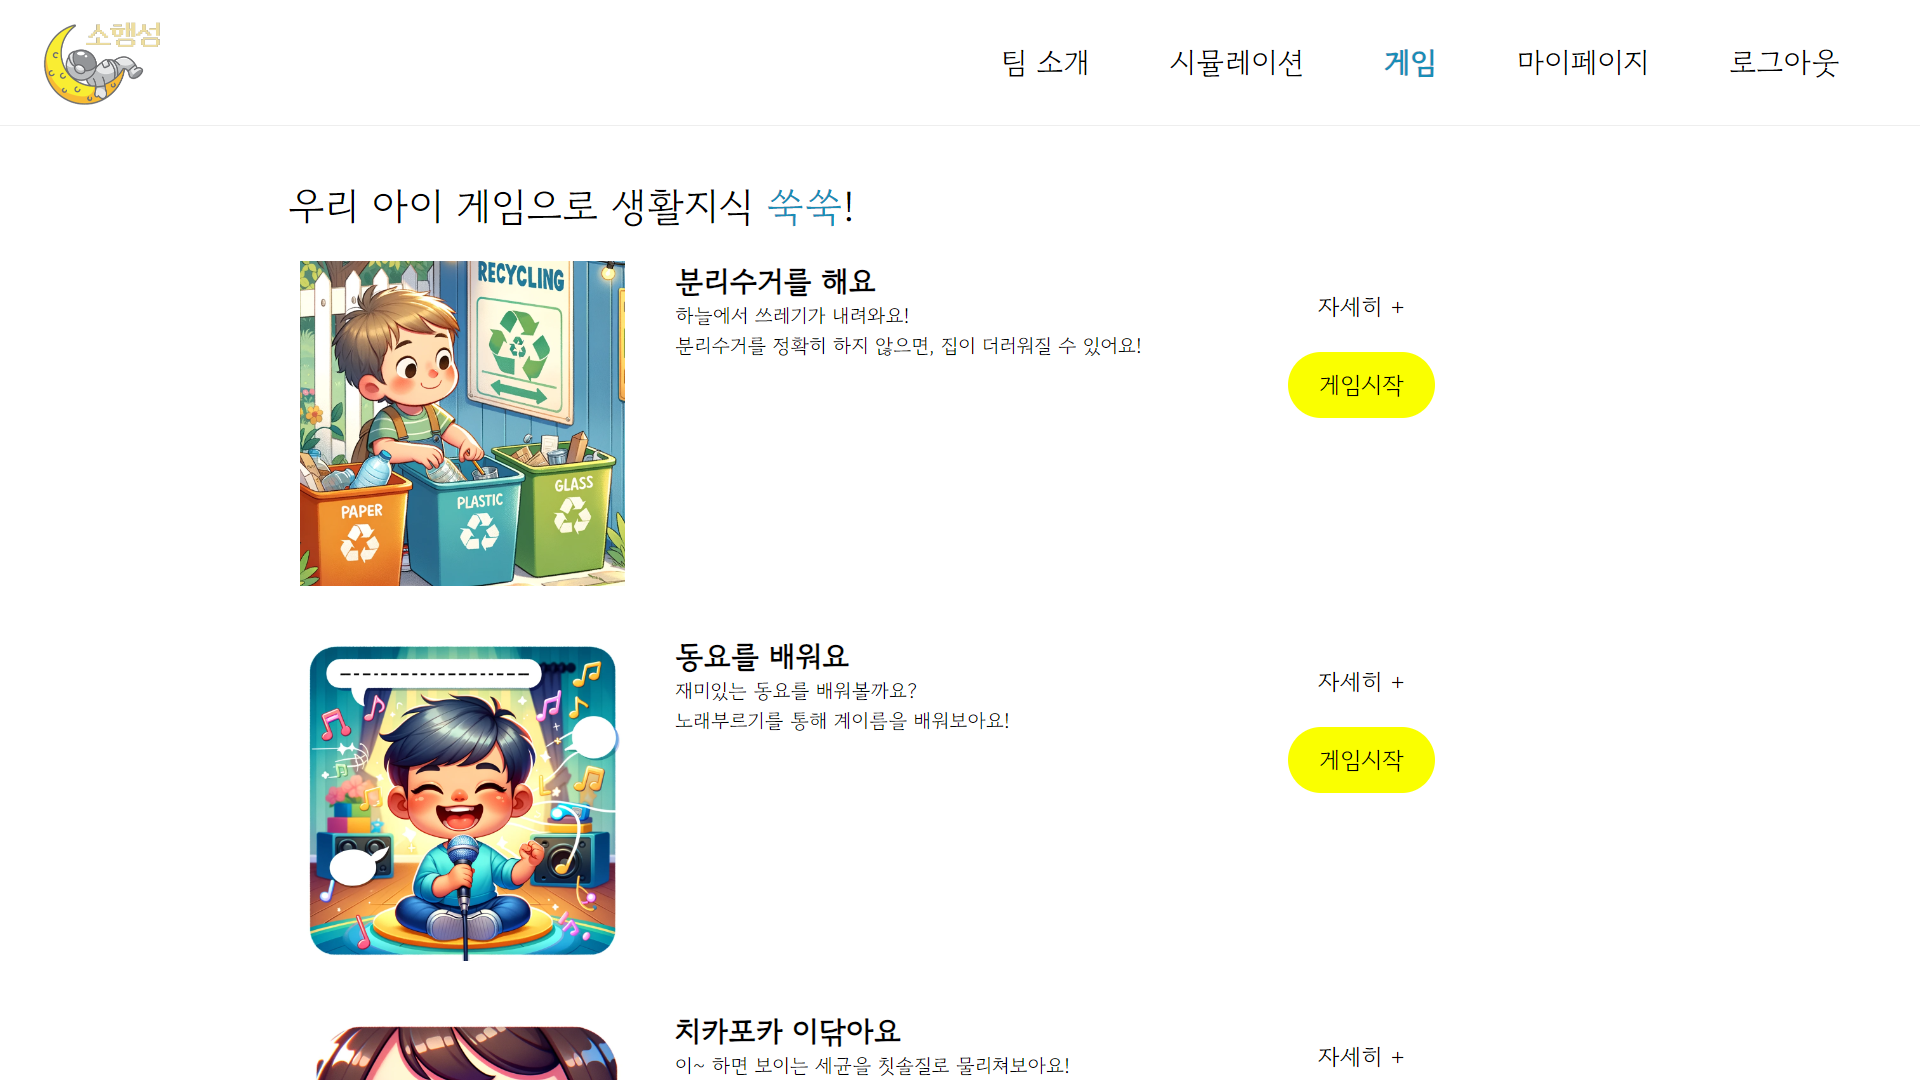 소행성
팀 소개
시뮬레이션
게임
마이페이지
로그아웃
우리 아이 게임으로 생활지식 쑥쑥!
RECYCLING
PAPER
PLASTIC
GLASS
분리수거를 해요
하늘에서 쓰레기가 내려와요!
분리수거를 정확히 하지 않으면, 집이 더러워질 수 있어요!
자세히 +
게임시작
동요를 배워요
재미있는 동요를 배워볼까요?
노래부르기를 통해 계이름을 배워보아요!
자세히 +
게임시작
치카포카 이닦아요
이~ 하면 보이는 세균을 칫솔질로 물리쳐보아요!
자세히 +